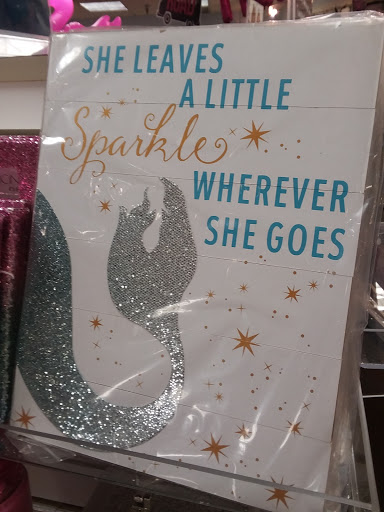 SHE LEAVES
A LITTLE
Sparkle
WHEREVER
SHE GOES